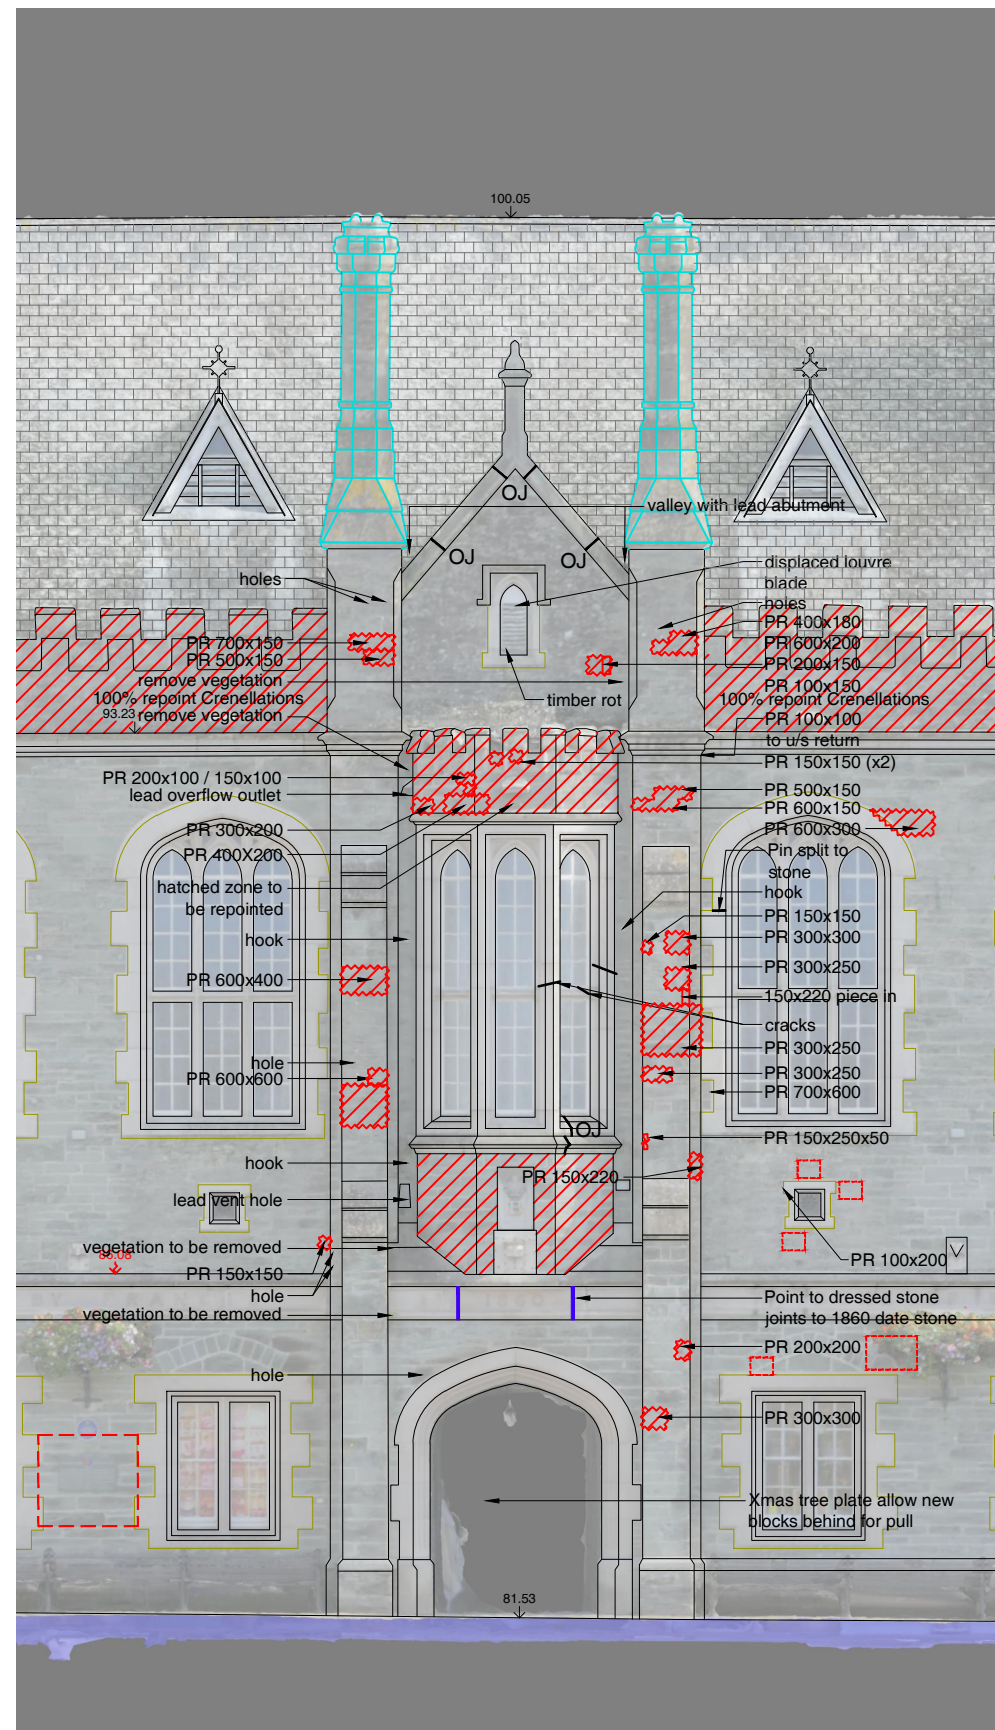 100.05
OJ
valley with lead abutment
OJ
OJ
displaced louvre
blade
holes
holes
PR 400x180
PR 700x150
PR 600x200
PR 500x150
PR 200x150
remove vegetation
PR 100x150
100% repoint Crenellations
timber rot
100% repoint Crenellations
93.23
remove vegetation
PR 100x100
to u/s return
PR 150x150 (x2)
PR 200x100 / 150x100
lead overflow outlet
PR 500x150
PR 600x150
PR 300x200
PR 600x300
PR 400X200
Pin split to
stone
hatched zone to
be repointed
hook
PR 150x150
hook
PR 300x300
PR 300x250
PR 600x400
150x220 piece in
cracks
PR 300x250
hole
PR 300x250
PR 600x600
PR 700x600
OJ
PR 150x250x50
hook
PR 150x220
lead vent hole
vegetation to be removed
V
PR 100x200
PR 150x150
hole
Point to dressed stone
joints to 1860 date stone
vegetation to be removed
PR 200x200
hole
PR 300x300
Xmas tree plate allow new
blocks behind for pull
81.53